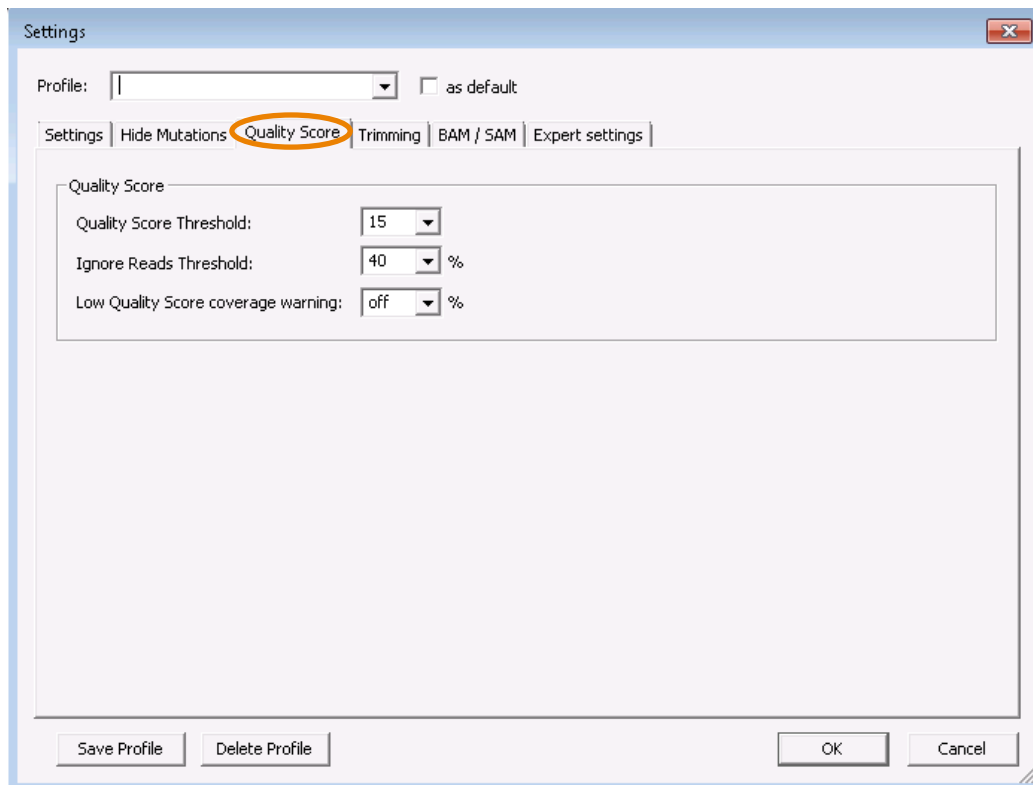 Settings
Profile: as default
Settings Hide Mutations Quality Score Trimming BAM / SAM Expert settings
Quality Score
Quality Score Threshold: 15
Ignore Reads Threshold: 40 %
Low Quality Score coverage warning: off %
Save Profile Delete Profile OK Cancel